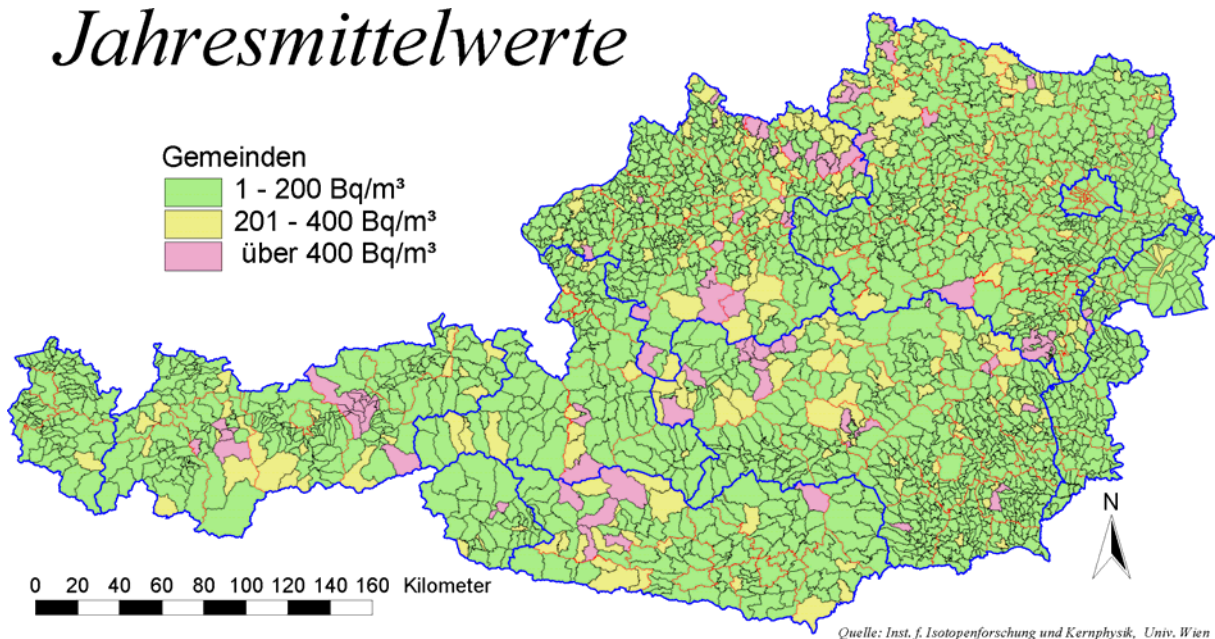 Jahresmittelwerte
Gemeinden
1 - 200 Bq/m³
201 - 400 Bq/m³
über 400 Bq/m³
N
0 20 40 60 80 100 120 140 160 Kilometer
Quelle: Inst. f. Isotopenforschung und Kernphysik, Univ. Wien